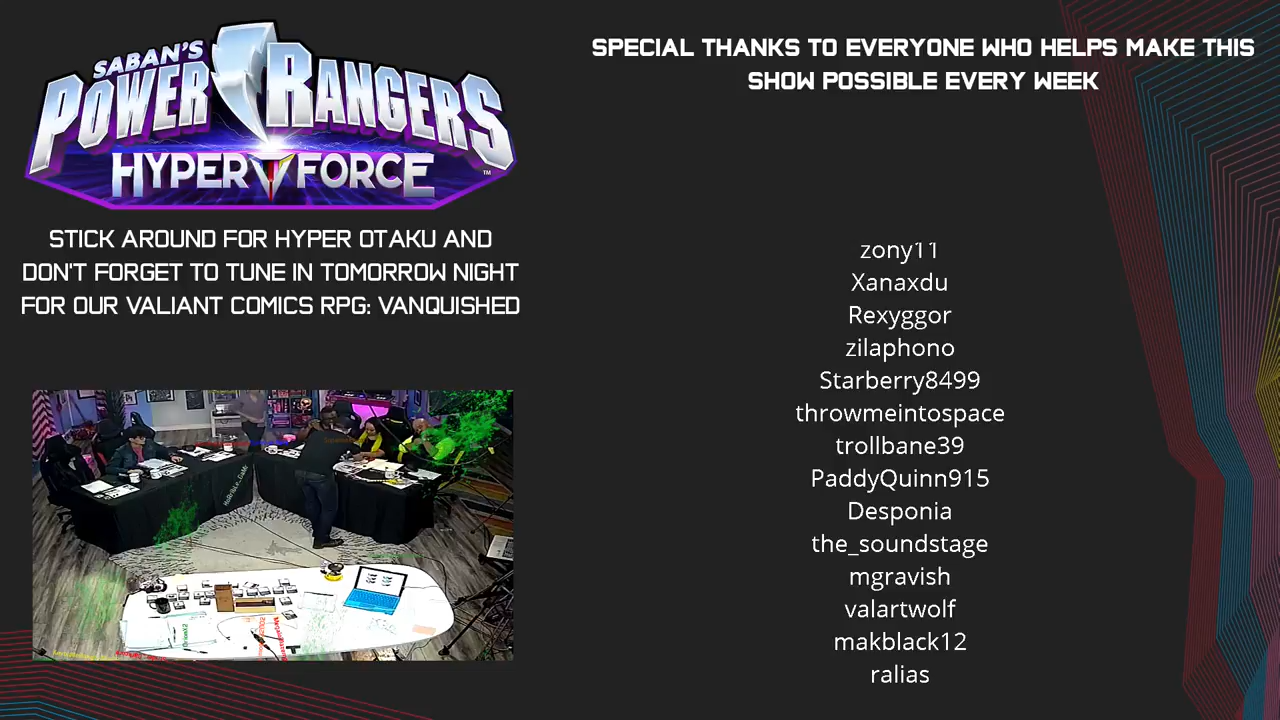 SABAN'S
POWER RANGERS
HYPER FORCE
™
STICK AROUND FOR HYPER OTAKU AND
DON'T FORGET TO TUNE IN TOMORROW NIGHT
FOR OUR VALIANT COMICS RPG: VANQUISHED
SPECIAL THANKS TO EVERYONE WHO HELPS MAKE THIS
SHOW POSSIBLE EVERY WEEK
zony11
Xanaxdu
Rexyggor
zilaphono
Starberry8499
throwmeintospace
trollbane39
PaddyQuinn915
Desponia
the_soundstage
mgravish
valartwolf
makblack12
ralias